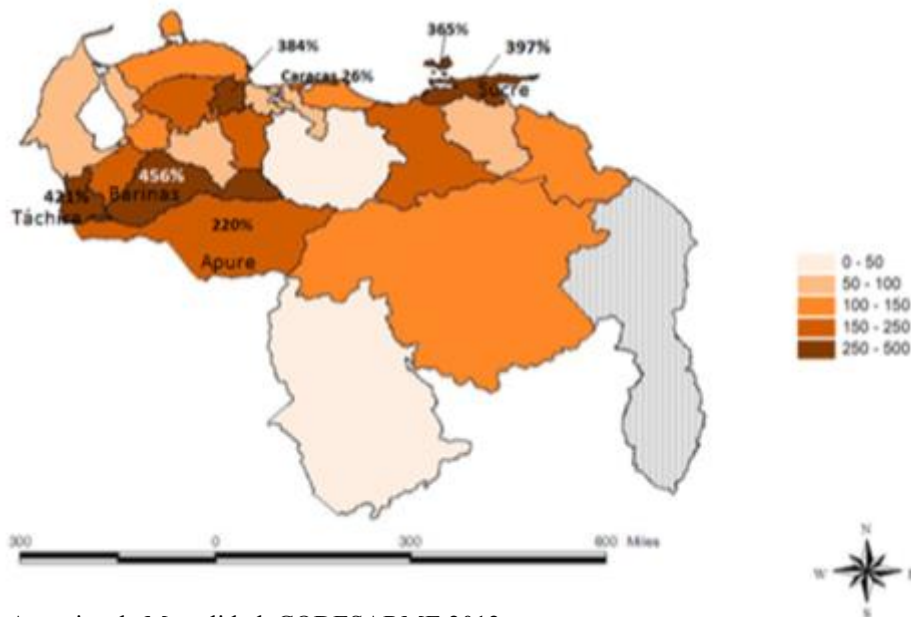 365%
384%
397%
Caracas 26%
Sucre
456%
421%
Barinas
Táchira
220%
Apure
0 - 50
50 - 100
100 - 150
150 - 250
250 - 500
300 0 300 600 Miles
N
W E
S